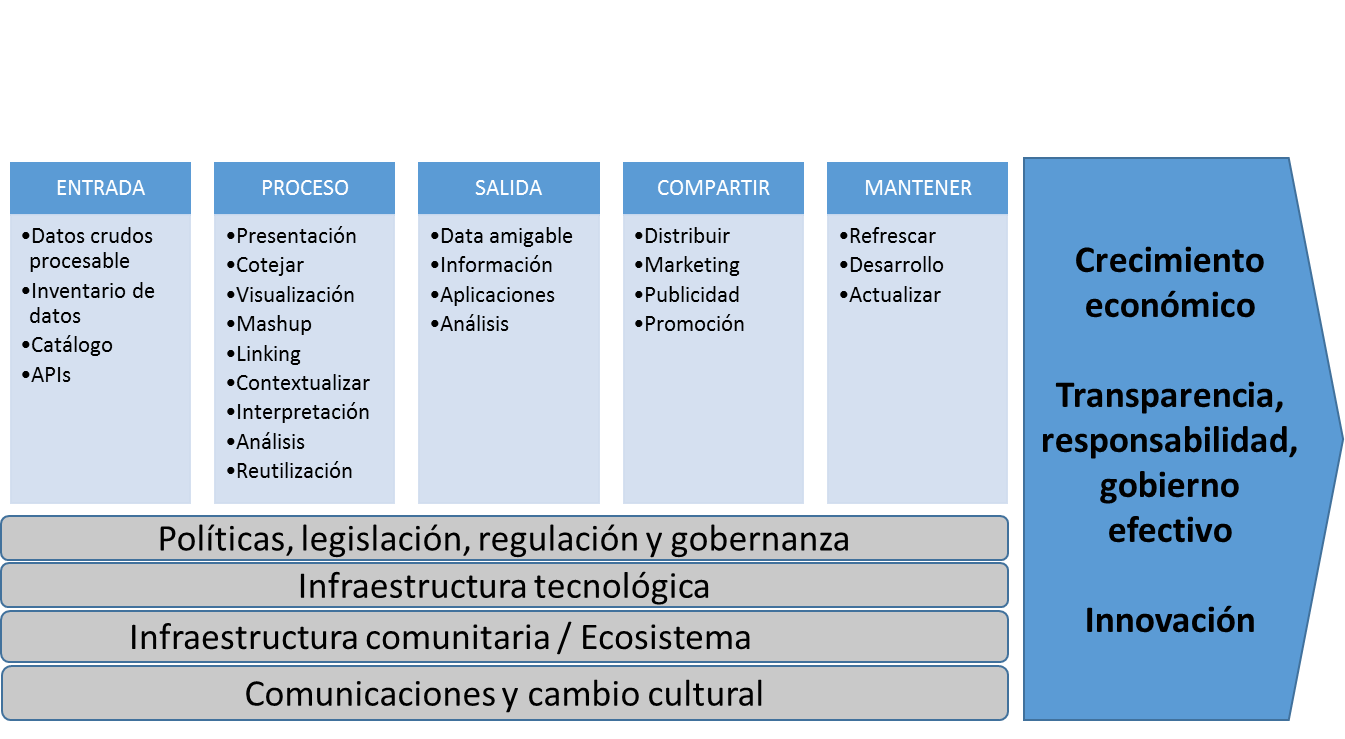 ENTRADA
•Datos crudos
procesable
•Inventario de
datos
•Catálogo
•APIs
PROCESO
•Presentación
•Cotejar
•Visualización
•Mashup
•Linking
•Contextualizar
•Interpretación
•Análisis
•Reutilización
SALIDA
•Data amigable
•Información
•Aplicaciones
•Análisis
COMPARTIR
•Distribuir
•Marketing
•Publicidad
•Promoción
MANTENER
•Refrescar
•Desarrollo
•Actualizar
Políticas, legislación, regulación y gobernanza
Infraestructura tecnológica
Infraestructura comunitaria / Ecosistema
Comunicaciones y cambio cultural
Crecimiento
económico
Transparencia,
responsabilidad,
gobierno
efectivo
Innovación